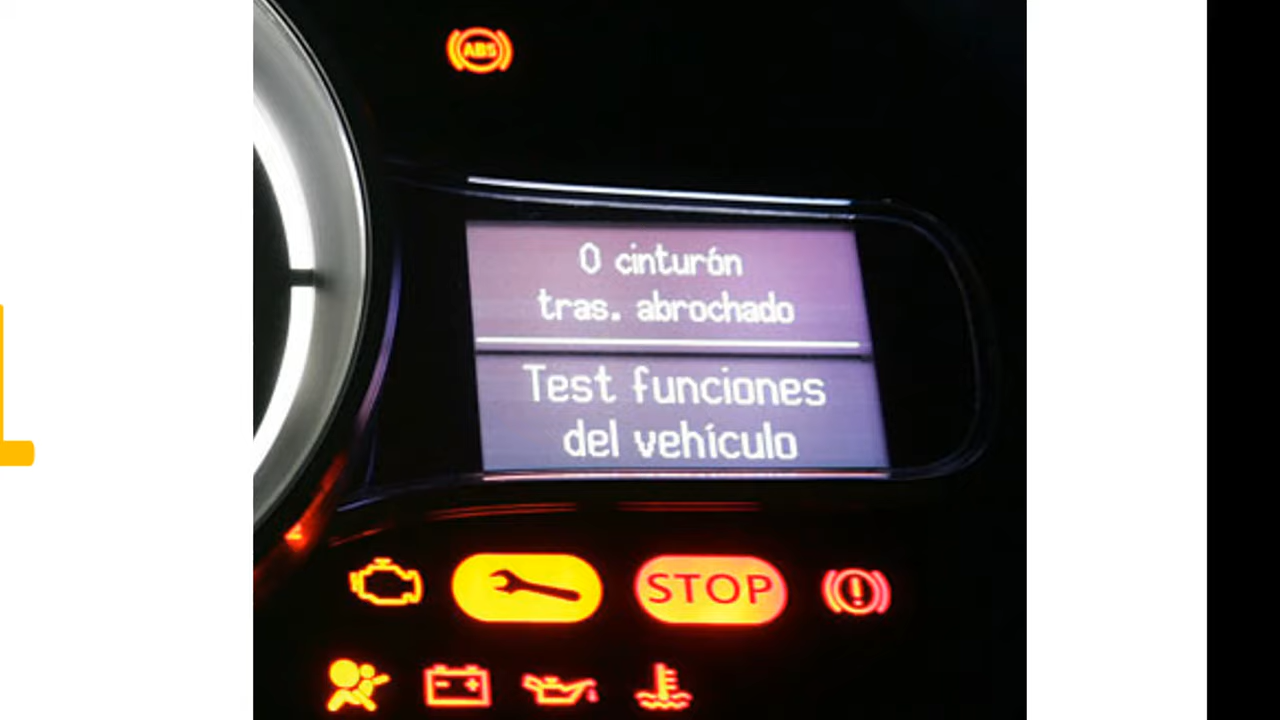 ABS
0 cinturón
tras. abrochado
Test funciones
del vehículo
STOP